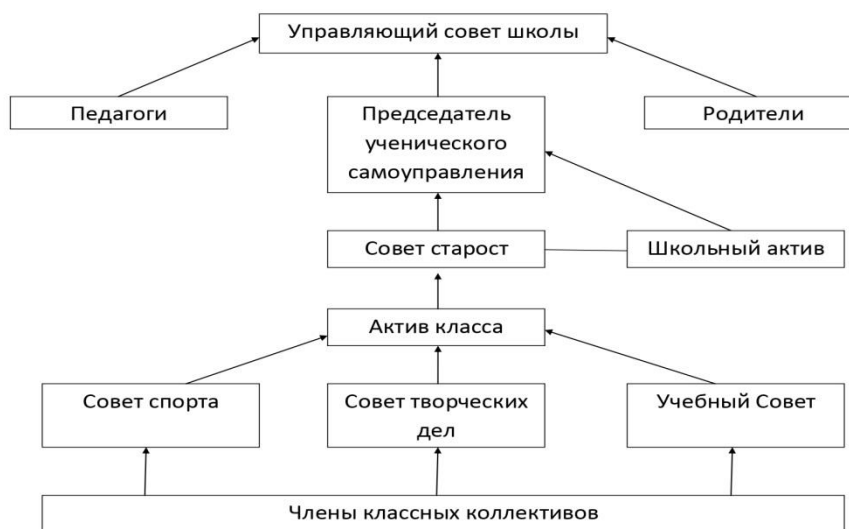 Управляющий совет школы
Педагоги
Председатель
ученического
самоуправления
Родители
Совет старост
Школьный актив
Актив класса
Совет спорта
Совет творческих
дел
Учебный Совет
Члены классных коллективов